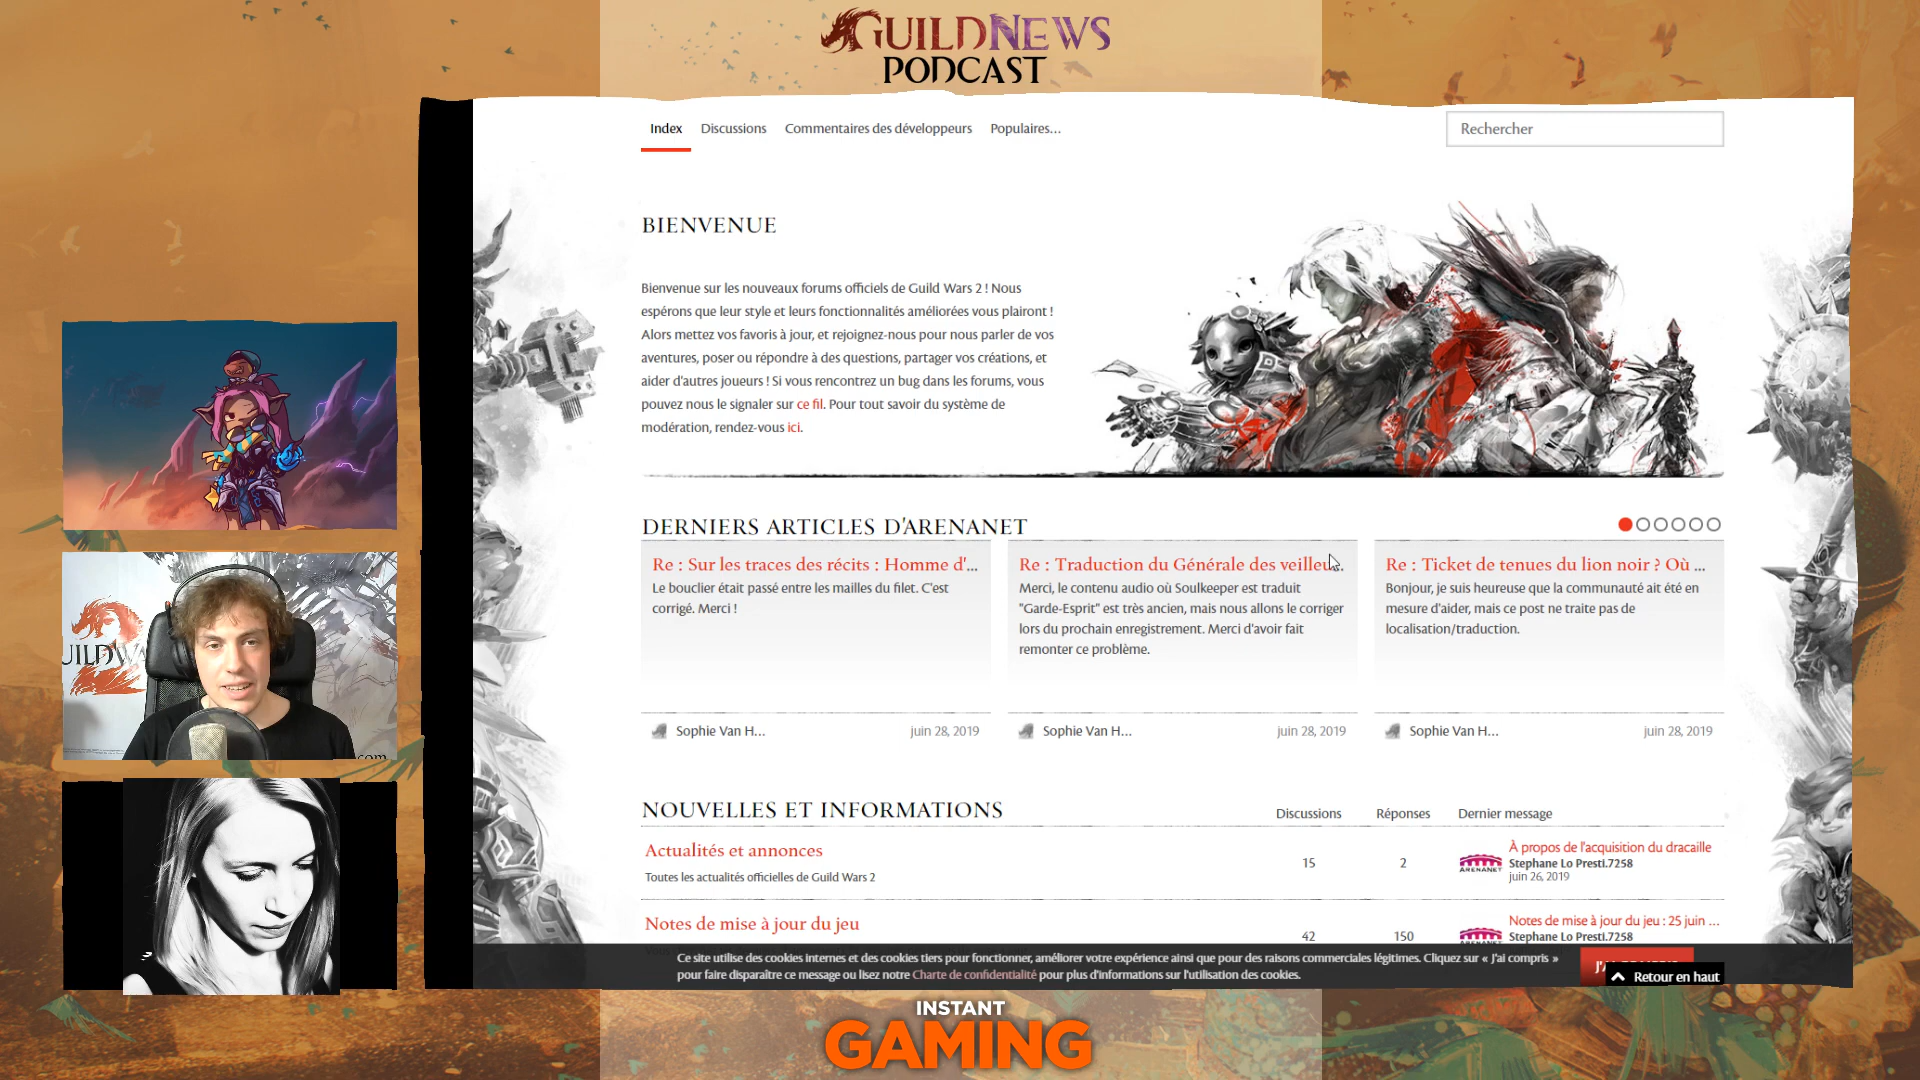 GUILDNEWS
PODCAST
Index Discussions Commentaires des développeurs Populaires...
Rechercher
BIENVENUE
Bienvenue sur les nouveaux forums officiels de Guild Wars 2 ! Nous
espérons que leur style et leurs fonctionnalités améliorées vous plairont !
Alors mettez vos favoris à jour, et rejoignez-nous pour nous parler de vos
aventures, poser ou répondre à des questions, partager vos créations, et
aider d'autres joueurs ! Si vous rencontrez un bug dans les forums, vous
pouvez nous le signaler sur ce fil. Pour tout savoir du système de
modération, rendez-vous ici.
DERNIERS ARTICLES D'ARENANET
Re : Sur les traces des récits : Homme d'...
Le bouclier était passé entre les mailles du filet. C'est
corrigé. Merci !
Sophie Van H... juin 28, 2019
Re : Traduction du Générale des veilleu...
Merci, le contenu audio où Soulkeeper est traduit
"Garde-Esprit" est très ancien, mais nous allons le corriger
lors du prochain enregistrement. Merci d'avoir fait
remonter ce problème.
Sophie Van H... juin 28, 2019
Re : Ticket de tenues du lion noir ? Où ...
Bonjour, je suis heureuse que la communauté ait été en
mesure d'aider, mais ce post ne traite pas de
localisation/traduction.
Sophie Van H... juin 28, 2019
NOUVELLES ET INFORMATIONS Discussions Réponses Dernier message
Actualités et annonces
Toutes les actualités officielles de Guild Wars 2
15 2
ARENANET
À propos de l'acquisition du dracaille
Stephane Lo Presti.7258
juin 26, 2019
Notes de mise à jour du jeu
42 150
ARENANET
Notes de mise à jour du jeu : 25 juin ...
Stephane Lo Presti.7258
Ce site utilise des cookies internes et des cookies tiers pour fonctionner, améliorer votre expérience ainsi que pour des raisons commerciales légitimes. Cliquez sur « J'ai compris »
pour faire disparaître ce message ou lisez notre Charte de confidentialité pour plus d'informations sur l'utilisation des cookies.
Retour en haut
.com
INSTANT
GAMING